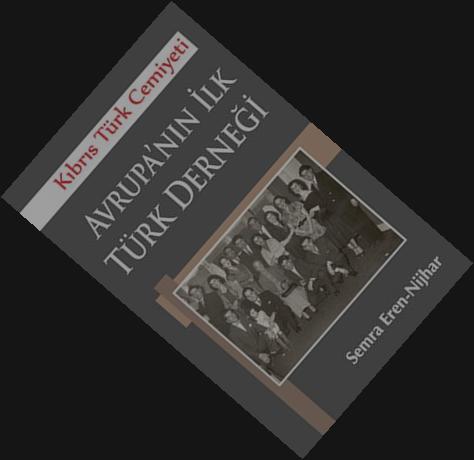 Kıbrıs Türk Cemiyeti
AVRUPA'NIN İLK
TÜRK DERNEĞİ
Semra Eren-Nijhar